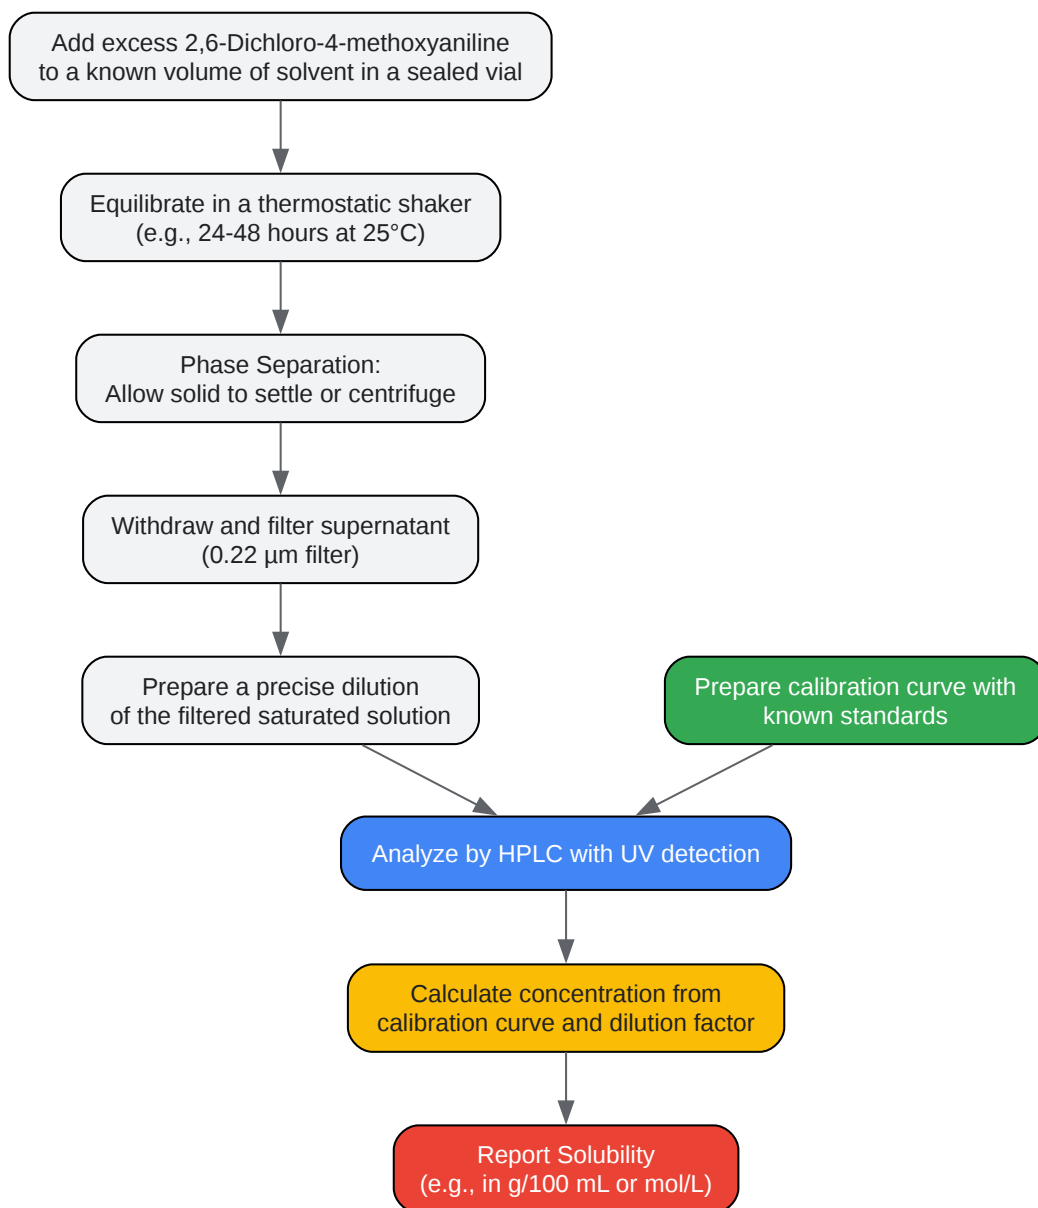 Add excess 2,6-Dichloro-4-methoxyaniline
to a known volume of solvent in a sealed vial
Equilibrate in a thermostatic shaker
(e.g., 24-48 hours at 25°C)
Phase Separation:
Allow solid to settle or centrifuge
Withdraw and filter supernatant
(0.22 µm filter)
Prepare a precise dilution
of the filtered saturated solution
Prepare calibration curve with
known standards
Analyze by HPLC with UV detection
Calculate concentration from
calibration curve and dilution factor
Report Solubility
(e.g., in g/100 mL or mol/L)